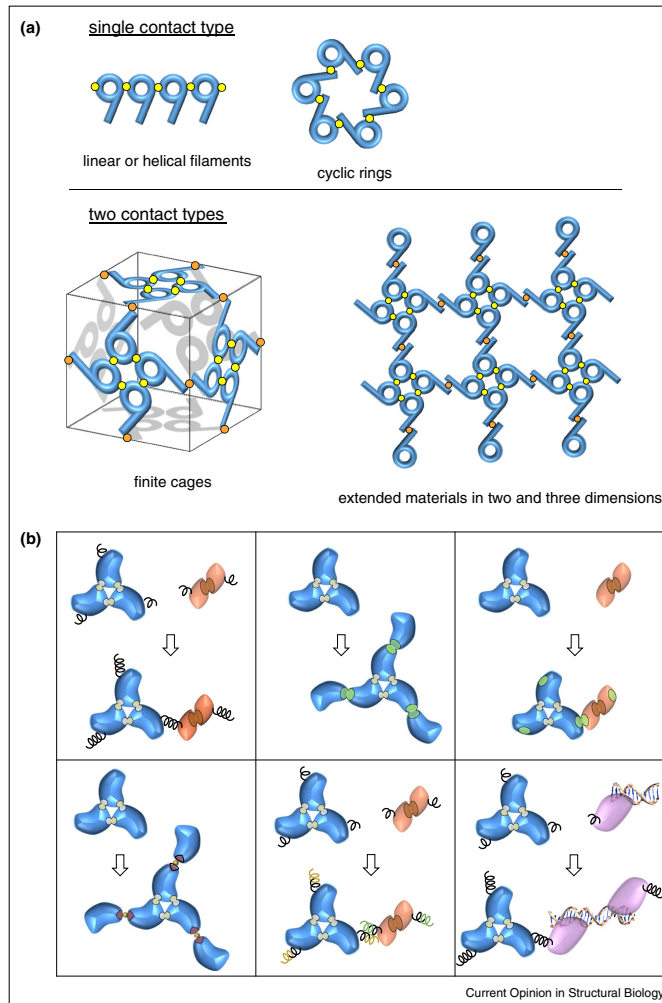 (a)
single contact type
linear or helical filaments
cyclic rings
two contact types
finite cages
extended materials in two and three dimensions
(b)
Current Opinion in Structural Biology